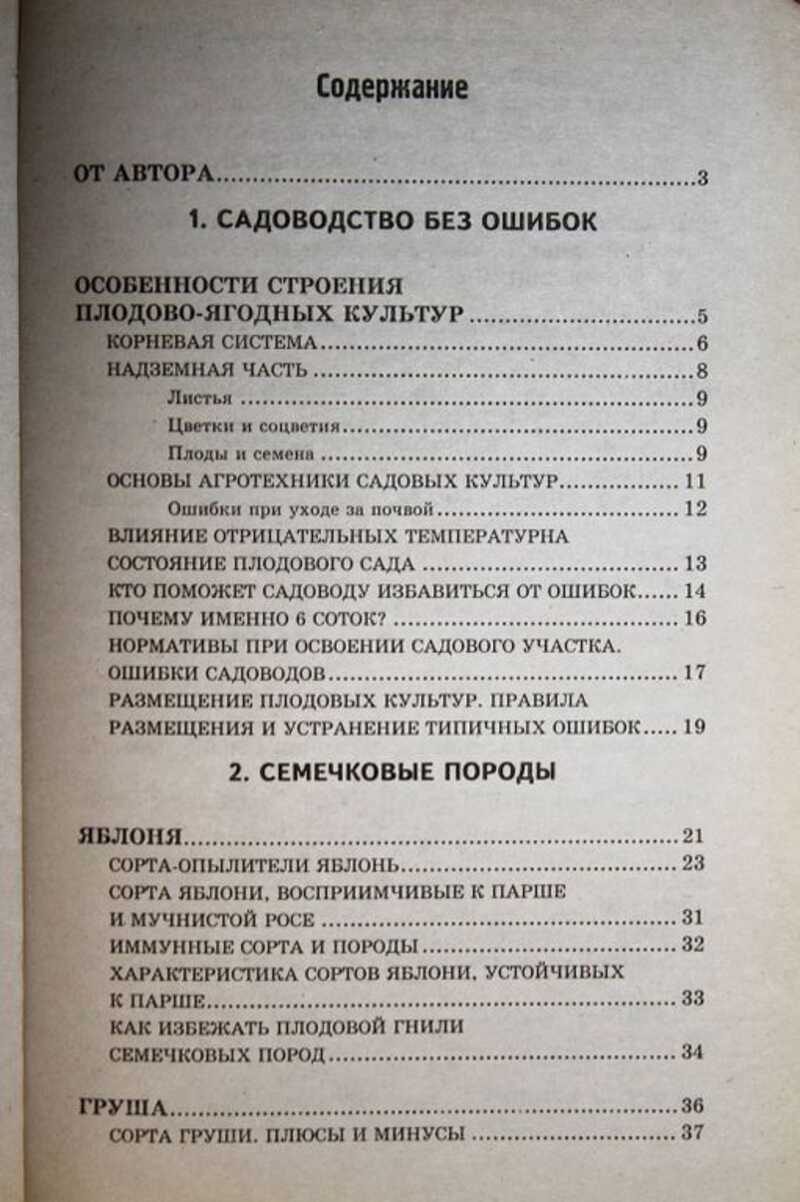 Содержание
ОТ АВТОРА..................................................3
1. САДОВОДСТВО БЕЗ ОШИБОК
ОСОБЕННОСТИ СТРОЕНИЯ
ПЛОДОВО-ЯГОДНЫХ КУЛЬТУР..............................5
КОРНЕВАЯ СИСТЕМА..............................6
НАДЗЕМНАЯ ЧАСТЬ..............................8
Листья..............................9
Цветки и соцветия..............................9
Плоды и семена..............................9
ОСНОВЫ АГРОТЕХНИКИ САДОВЫХ КУЛЬТУР.................11
Ошибки при уходе за почвой..............................12
ВЛИЯНИЕ ОТРИЦАТЕЛЬНЫХ ТЕМПЕРАТУРНА
СОСТОЯНИЕ ПЛОДОВОГО САДА..............................13
КТО ПОМОЖЕТ САДОВОДУ ИЗБАВИТЬСЯ ОТ ОШИБОК......14
ПОЧЕМУ ИМЕННО 6 СОТОК?..............................16
НОРМАТИВЫ ПРИ ОСВОЕНИИ САДОВОГО УЧАСТКА.
ОШИБКИ САДОВОДОВ..............................17
РАЗМЕЩЕНИЕ ПЛОДОВЫХ КУЛЬТУР. ПРАВИЛА
РАЗМЕЩЕНИЯ И УСТРАНЕНИЕ ТИПИЧНЫХ ОШИБОК.....19
2. СЕМЕЧКОВЫЕ ПОРОДЫ
ЯБЛОНЯ..............................21
СОРТА-ОПЫЛИТЕЛИ ЯБЛОНЬ..............................23
СОРТА ЯБЛОНИ, ВОСПРИИМЧИВЫЕ К ПАРШЕ
И МУЧНИСТОЙ РОСЕ..............................31
ИММУННЫЕ СОРТА И ПОРОДЫ..............................32
ХАРАКТЕРИСТИКА СОРТОВ ЯБЛОНИ, УСТОЙЧИВЫХ
К ПАРШЕ..............................33
КАК ИЗБЕЖАТЬ ПЛОДОВОЙ ГНИЛИ
СЕМЕЧКОВЫХ ПОРОД..............................34
ГРУША..............................36
СОРТА ГРУШИ. ПЛЮСЫ И МИНУСЫ..............................37